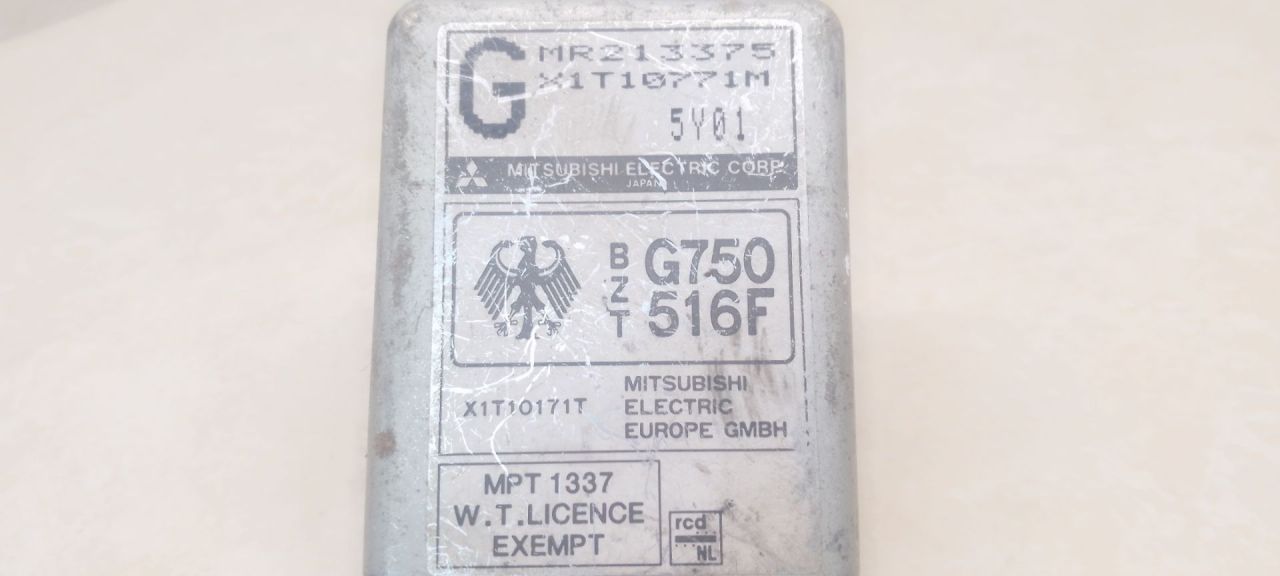 G MR213375
X1T10771M
5Y01
MITSUBISHI ELECTRIC CORP.
JAPAN
BZT G750
516F
X1T10171T
MITSUBISHI
ELECTRIC
EUROPE GMBH
MPT 1337
W.T.LICENCE
EXEMPT
rcd
NL